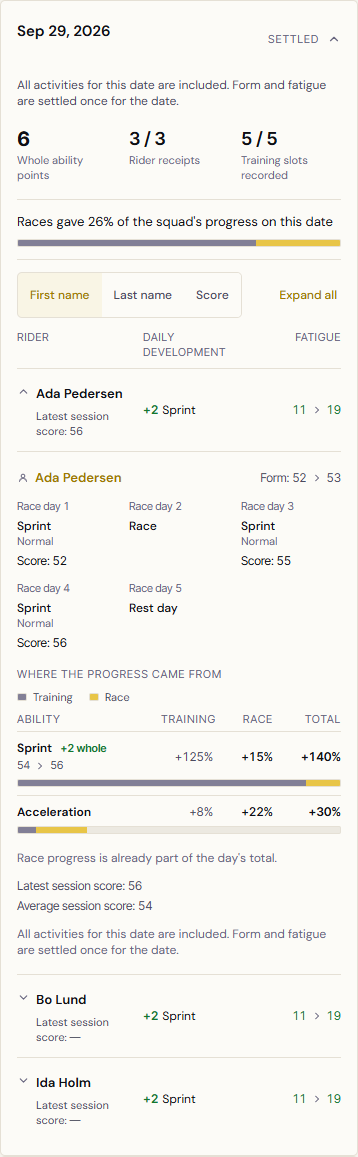 Sep 29, 2026
SETTLED
All activities for this date are included. Form and fatigue
are settled once for the date.
6
Whole ability
points
3 / 3
Rider receipts
5 / 5
Training slots
recorded
Races gave 26% of the squad's progress on this date
First name
Last name
Score
Expand all
RIDER
DAILY
DEVELOPMENT
FATIGUE
Ada Pedersen
Latest session
score: 56
+2 Sprint
11 > 19
Ada Pedersen
Form: 52 > 53
Race day 1
Sprint
Normal
Score: 52
Race day 2
Race
Race day 3
Sprint
Normal
Score: 55
Race day 4
Sprint
Normal
Score: 56
Race day 5
Rest day
WHERE THE PROGRESS CAME FROM
Training
Race
ABILITY TRAINING RACE TOTAL
Sprint +2 whole
54 > 56
+125% +15% +140%
Acceleration +8% +22% +30%
Race progress is already part of the day's total.
Latest session score: 56
Average session score: 54
All activities for this date are included. Form and fatigue
are settled once for the date.
Bo Lund
Latest session
score: —
+2 Sprint
11 > 19
Ida Holm
Latest session
score: —
+2 Sprint
11 > 19